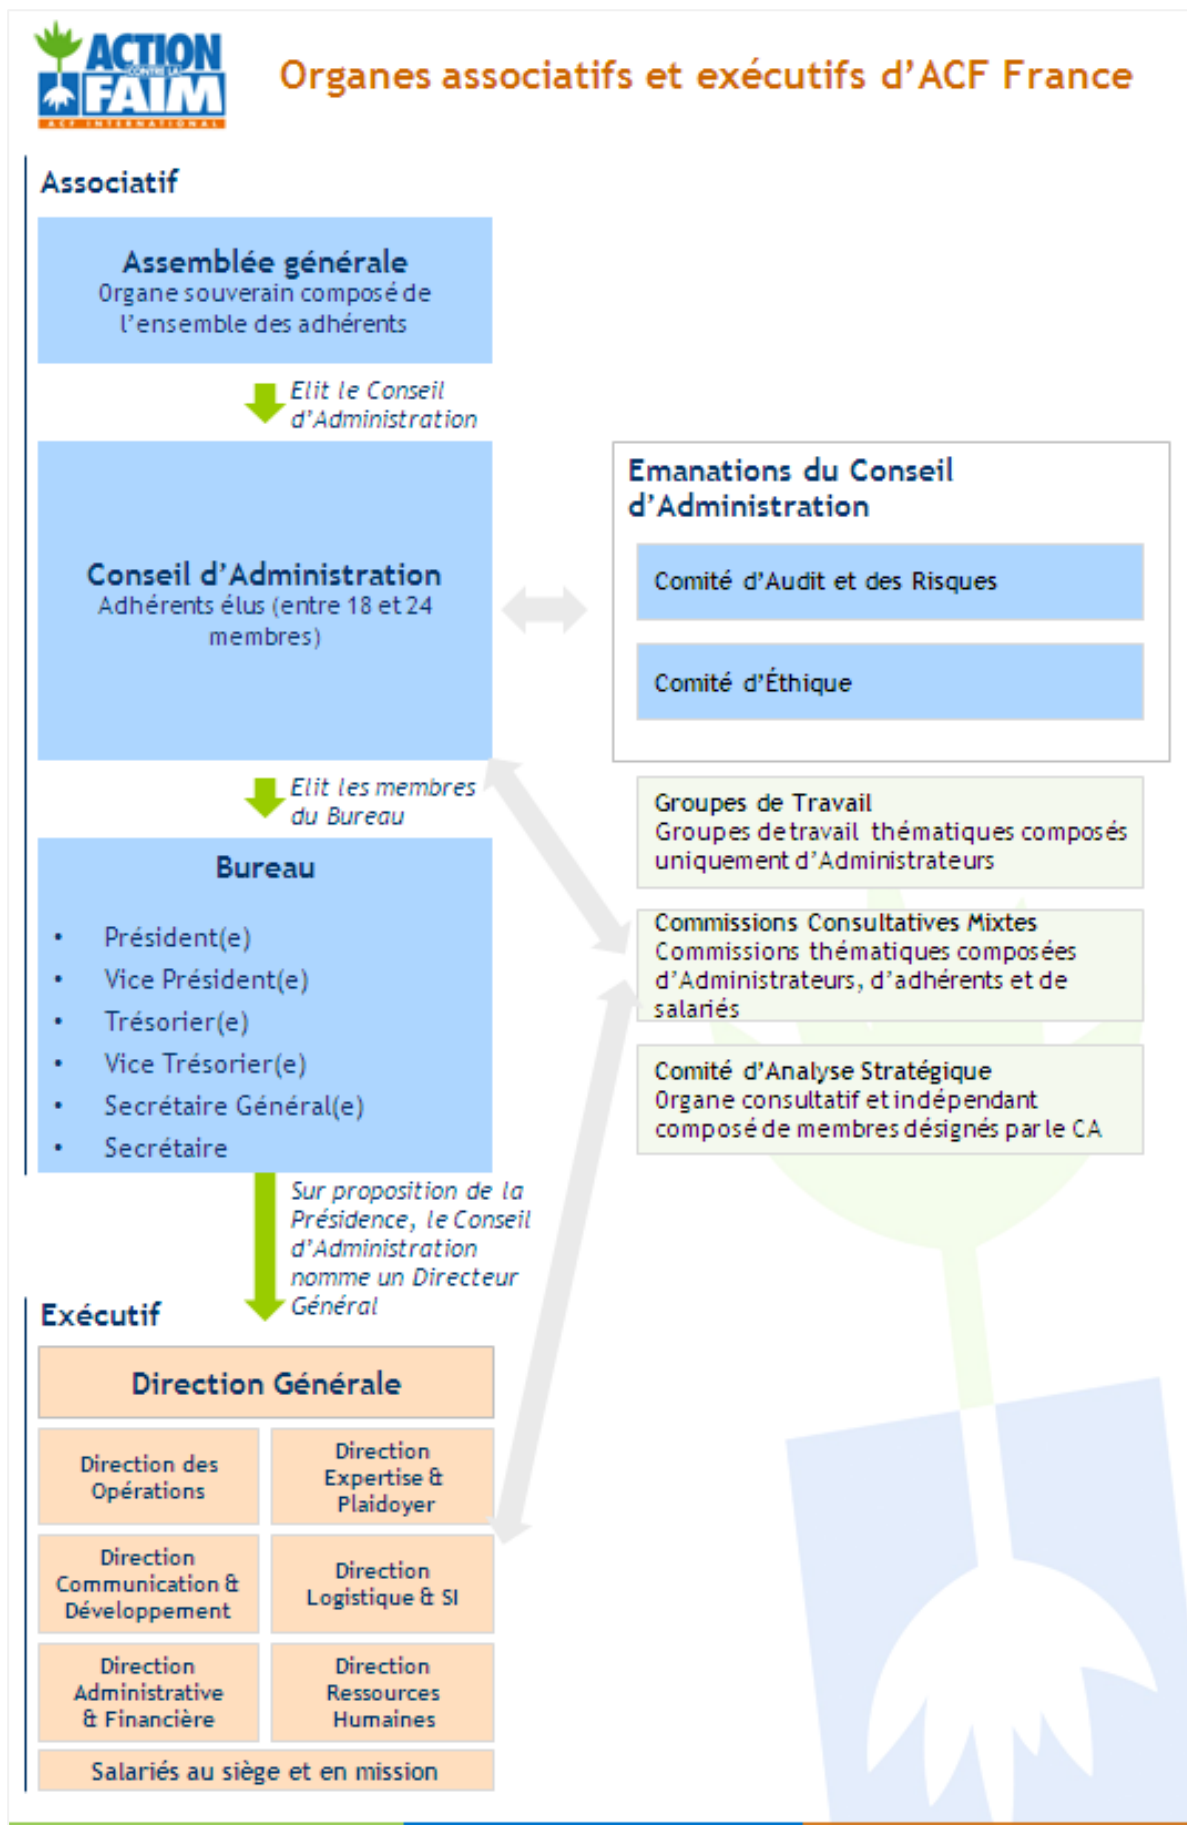 ACTION
CONTRE LA
FAIM
ACF INTERNATIONAL
Organes associatifs et exécutifs d'ACF France
Associatif
Assemblée générale
Organe souverain composé de
l'ensemble des adhérents
Elit le Conseil
d'Administration
Conseil d'Administration
Adhérents élus (entre 18 et 24
membres)
Emanations du Conseil
d'Administration
Comité d'Audit et des Risques
Comité d'Éthique
Elit les membres
du Bureau
Groupes de Travail
Groupes de travail thématiques composés
uniquement d'Administrateurs
Commissions Consultatives Mixtes
Commissions thématiques composées
d'Administrateurs, d'adhérents et de
salariés
Comité d'Analyse Stratégique
Organe consultatif et indépendant
composé de membres désignés par le CA
Bureau
• Président(e)
• Vice Président(e)
• Trésorier(e)
• Vice Trésorier(e)
• Secrétaire Général(e)
• Secrétaire
Sur proposition de la
Présidence, le Conseil
d'Administration
nomme un Directeur
Général
Exécutif
Direction Générale
Direction des
Opérations
Direction
Expertise &
Plaidoyer
Direction
Communication &
Développement
Direction
Logistique & SI
Direction
Administrative
& Financière
Direction
Ressources
Humaines
Salariés au siège et en mission